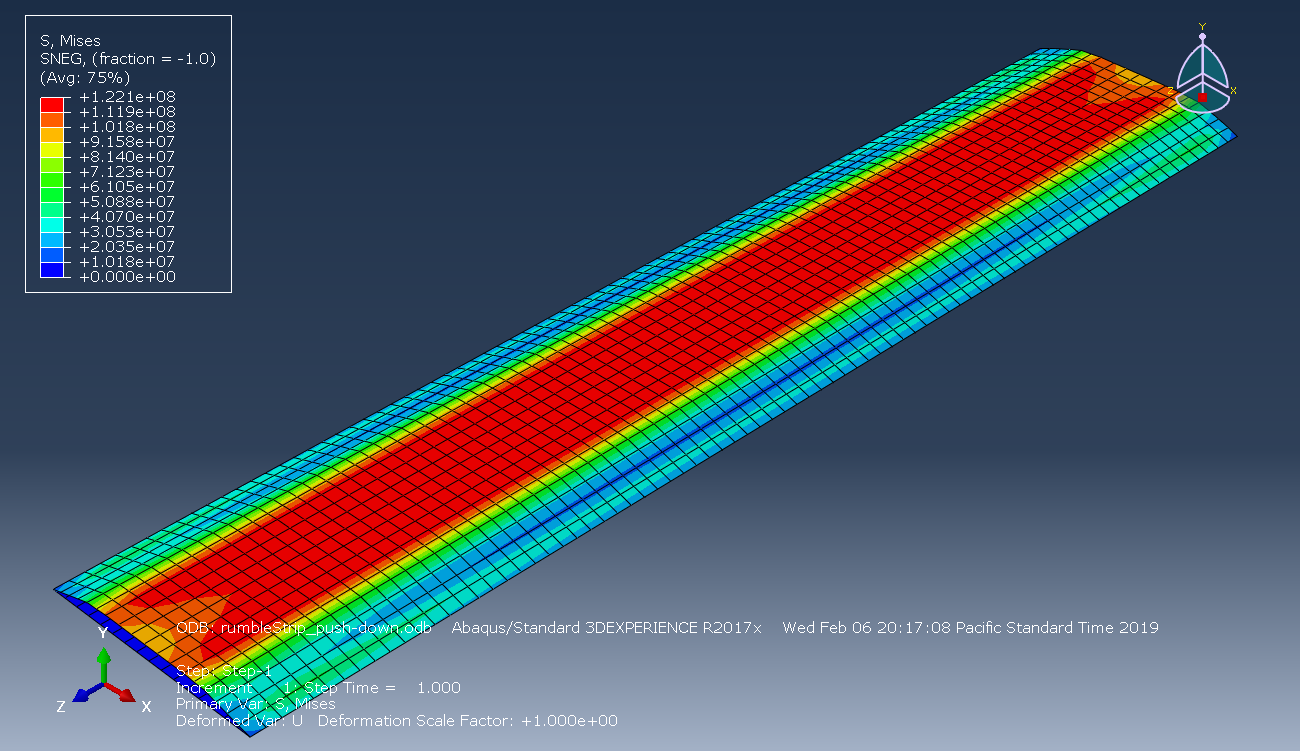 S, Mises
SNEG, (fraction = -1.0)
(Avg: 75%)
+1.221e+08
+1.119e+08
+1.018e+08
+9.158e+07
+8.140e+07
+7.123e+07
+6.105e+07
+5.088e+07
+4.070e+07
+3.053e+07
+2.035e+07
+1.018e+07
+0.000e+00
Y
Z
X
Y
Z
X
ODB: rumbleStrip_push-down.odb Abaqus/Standard 3DEXPERIENCE R2017x Wed Feb 06 20:17:08 Pacific Standard Time 2019
Step: Step-1
Increment 1: Step Time = 1.000
Primary Var: S, Mises
Deformed Var: U Deformation Scale Factor: +1.000e+00